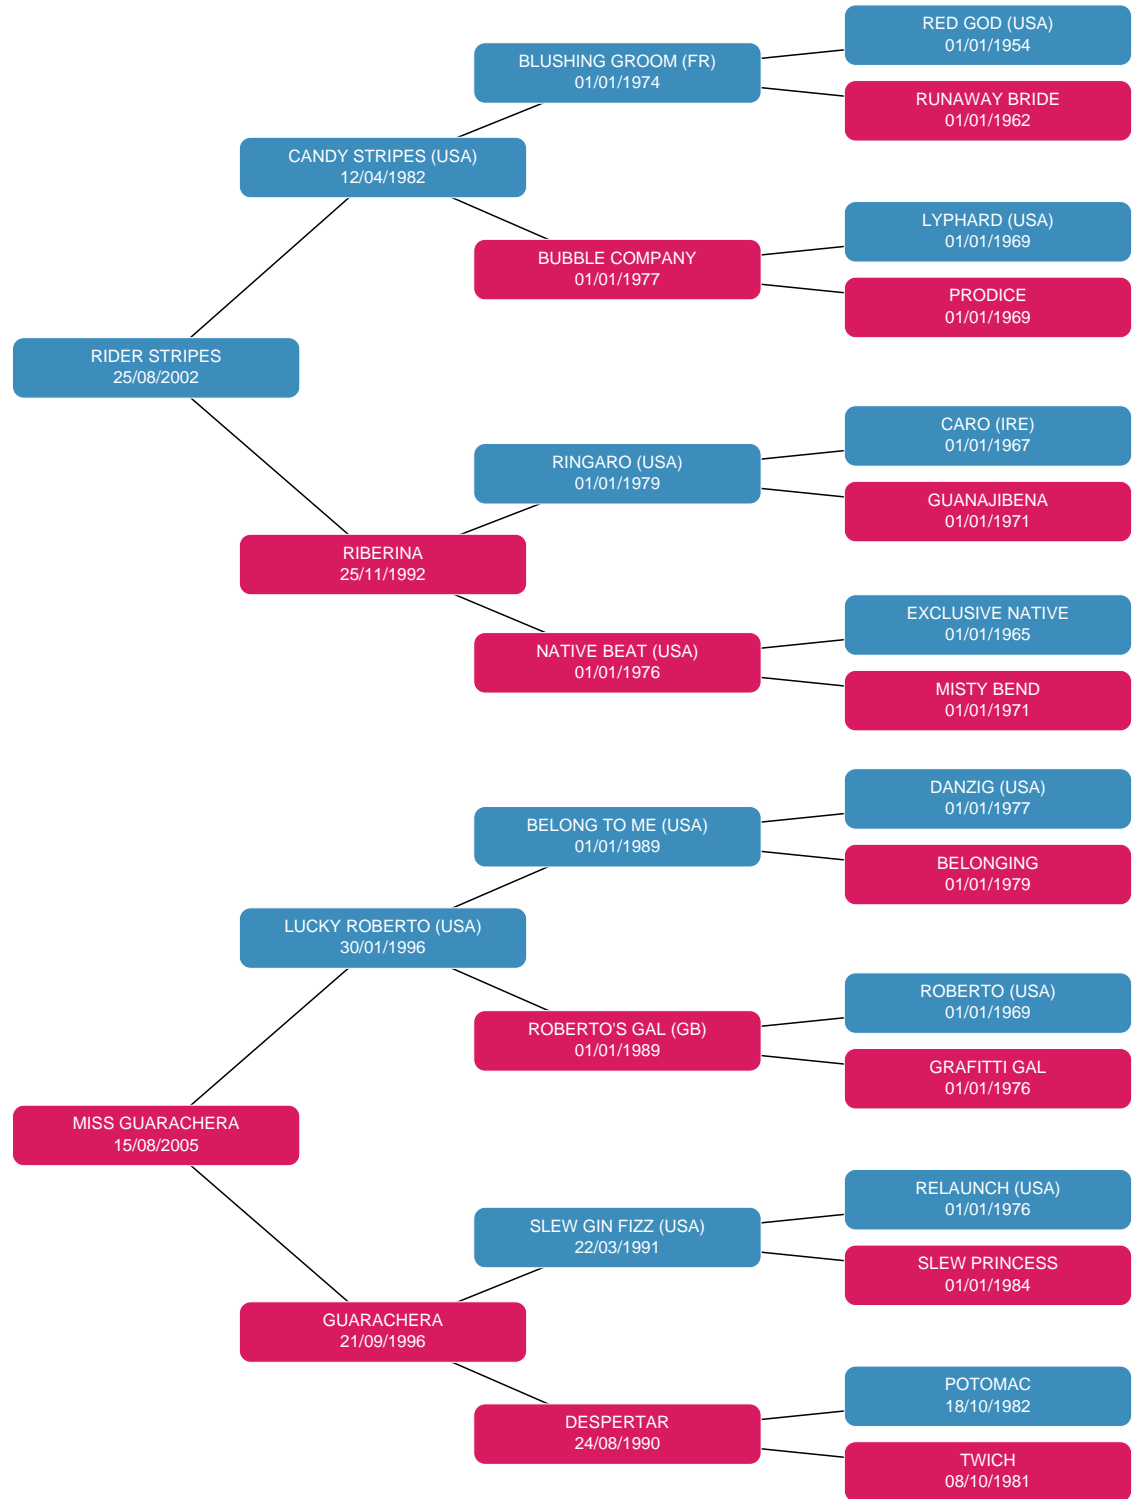 RED GOD (USA)
01/01/1954
BLUSHING GROOM (FR)
01/01/1974
RUNAWAY BRIDE
01/01/1962
CANDY STRIPES (USA)
12/04/1982
LYPHARD (USA)
01/01/1969
BUBBLE COMPANY
01/01/1977
PRODICE
01/01/1969
RIDER STRIPES
25/08/2002
CARO (IRE)
01/01/1967
RINGARO (USA)
01/01/1979
GUANAJIBENA
01/01/1971
RIBERINA
25/11/1992
EXCLUSIVE NATIVE
01/01/1965
NATIVE BEAT (USA)
01/01/1976
MISTY BEND
01/01/1971
DANZIG (USA)
01/01/1977
BELONG TO ME (USA)
01/01/1989
BELONGING
01/01/1979
LUCKY ROBERTO (USA)
30/01/1996
ROBERTO (USA)
01/01/1969
ROBERTO'S GAL (GB)
01/01/1989
GRAFITTI GAL
01/01/1976
MISS GUARACHERA
15/08/2005
RELAUNCH (USA)
01/01/1976
SLEW GIN FIZZ (USA)
22/03/1991
SLEW PRINCESS
01/01/1984
GUARACHERA
21/09/1996
POTOMAC
18/10/1982
DESPERTAR
24/08/1990
TWICH
08/10/1981